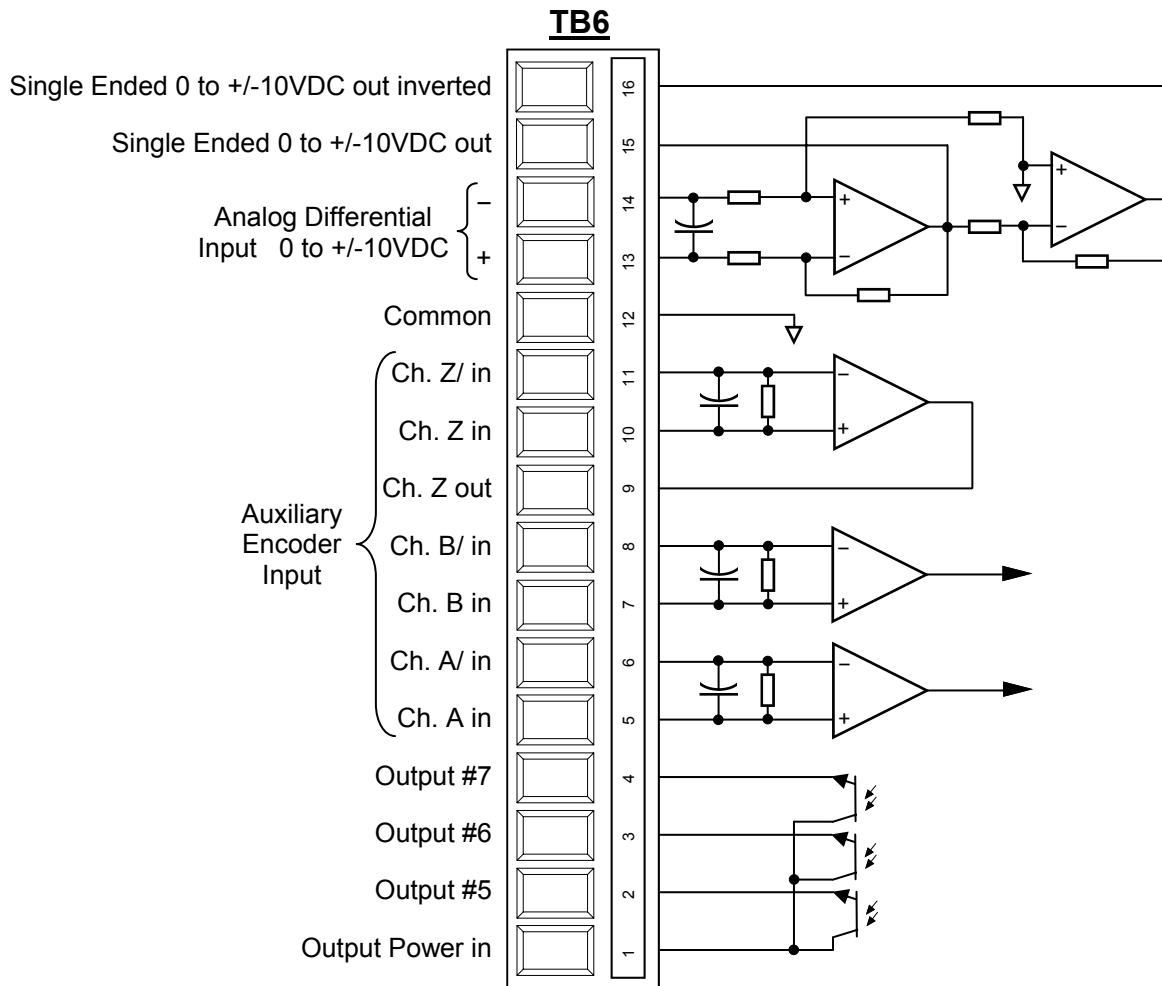 TB6
Single Ended 0 to +/-10VDC out inverted
16
Single Ended 0 to +/-10VDC out
15
Analog Differential
Input 0 to +/-10VDC
−
14
+
13
Common
12
Auxiliary
Encoder
Input
Ch. Z/ in
11
Ch. Z in
10
Ch. Z out
9
Ch. B/ in
8
Ch. B in
7
Ch. A/ in
6
Ch. A in
5
Output #7
4
Output #6
3
Output #5
2
Output Power in
1
+
−
+
−
−
+
−
+
−
+